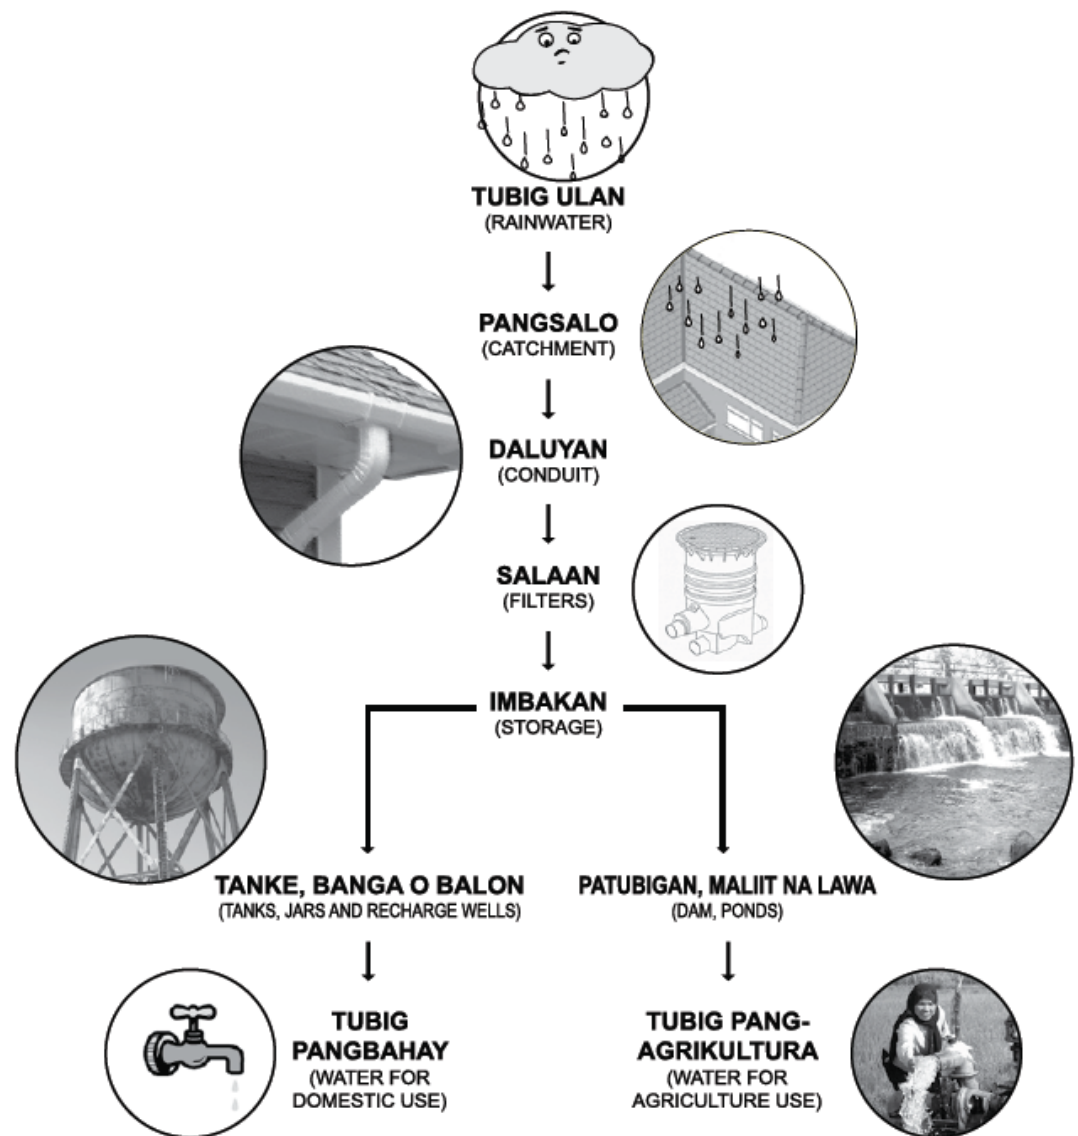 TUBIG ULAN
(RAINWATER)
PANGSALO
(CATCHMENT)
DALUYAN
(CONDUIT)
SALAAN
(FILTERS)
IMBAKAN
(STORAGE)
TANKE, BANGA O BALON
(TANKS, JARS AND RECHARGE WELLS)
PATUBIGAN, MALIIT NA LAWA
(DAM, PONDS)
TUBIG
PANGBAHAY
(WATER FOR
DOMESTIC USE)
TUBIG PANG-
AGRIKULTURA
(WATER FOR
AGRICULTURE USE)